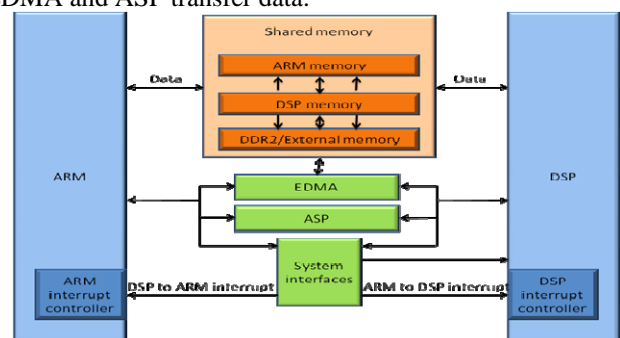 EDMA and ASP transfer data.
Shared memory
ARM memory
Data
Data
DSP memory
DDR2/External memory
ARM
DSP
EDMA
ASP
System
interfaces
ARM
interrupt
controller
DSP to ARM interrupt
ARM to DSP interrupt
DSP
interrupt
controller